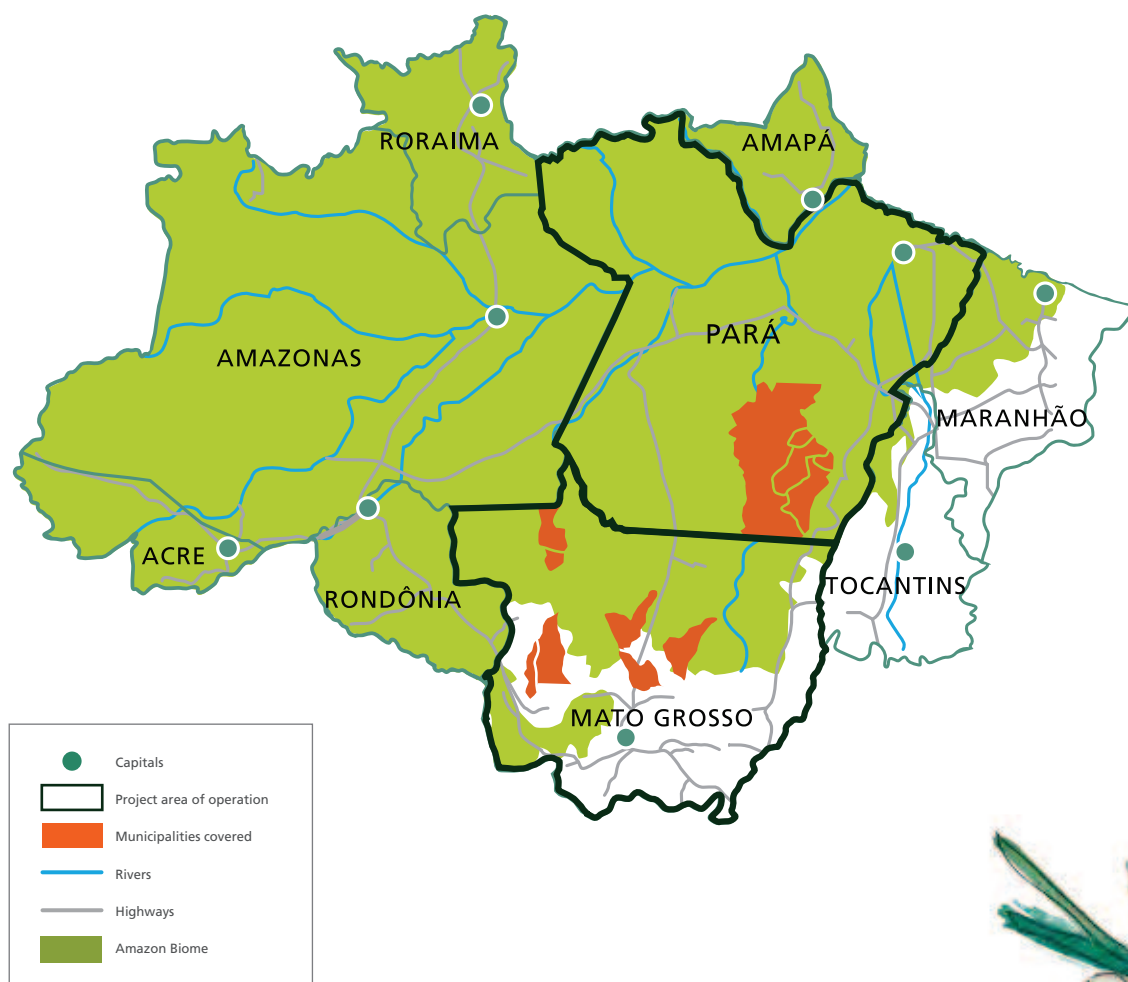 RORAIMA
AMAPÁ
PARÁ
AMAZONAS
MARANHÃO
ACRE
RONDÔNIA
TOCANTINS
MATO GROSSO
Capitals
Project area of operation
Municipalities covered
Rivers
Highways
Amazon Biome